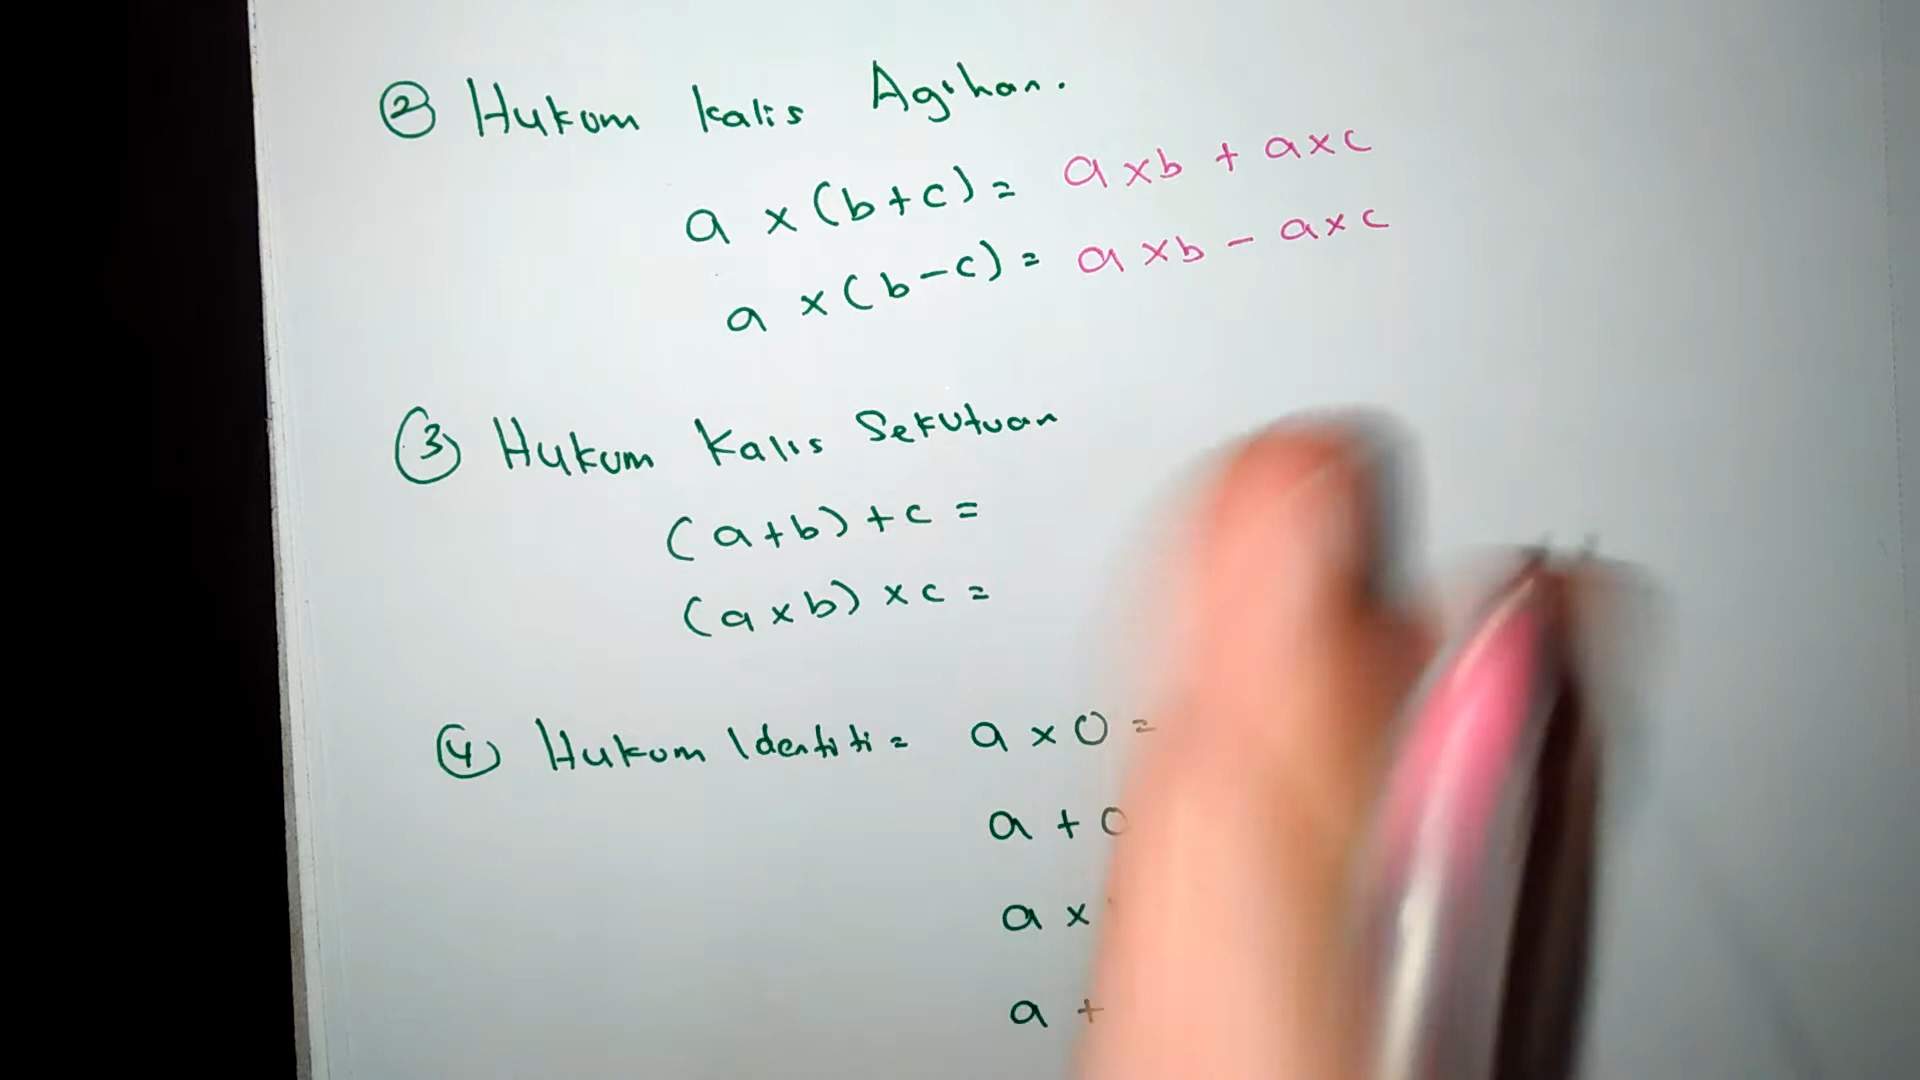 ② Hukum Kalis Agihan.
a × (b+c) = a×b + a×c
a × (b-c) = a×b - a×c
③ Hukum Kalis Sekutuan
(a+b) + c =
(a×b) × c =
④ Hukum Identiti = a × 0 =
a + 0
a ×
a +